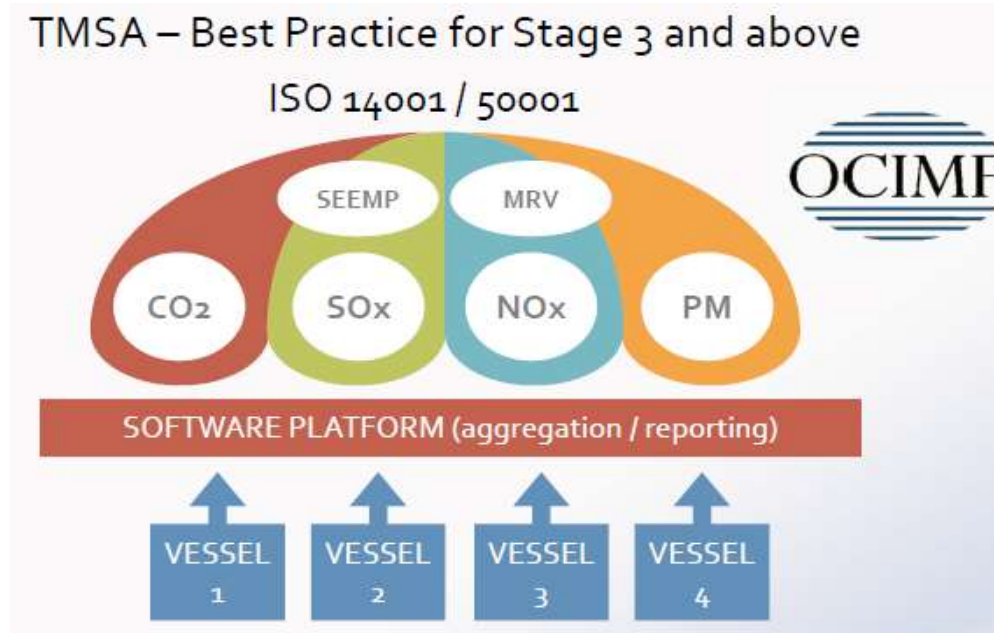 TMSA – Best Practice for Stage 3 and above
ISO 14001 / 50001
OCIMF
SEEMP
MRV
CO2
SOx
NOx
PM
SOFTWARE PLATFORM (aggregation / reporting)
VESSEL
1
VESSEL
2
VESSEL
3
VESSEL
4